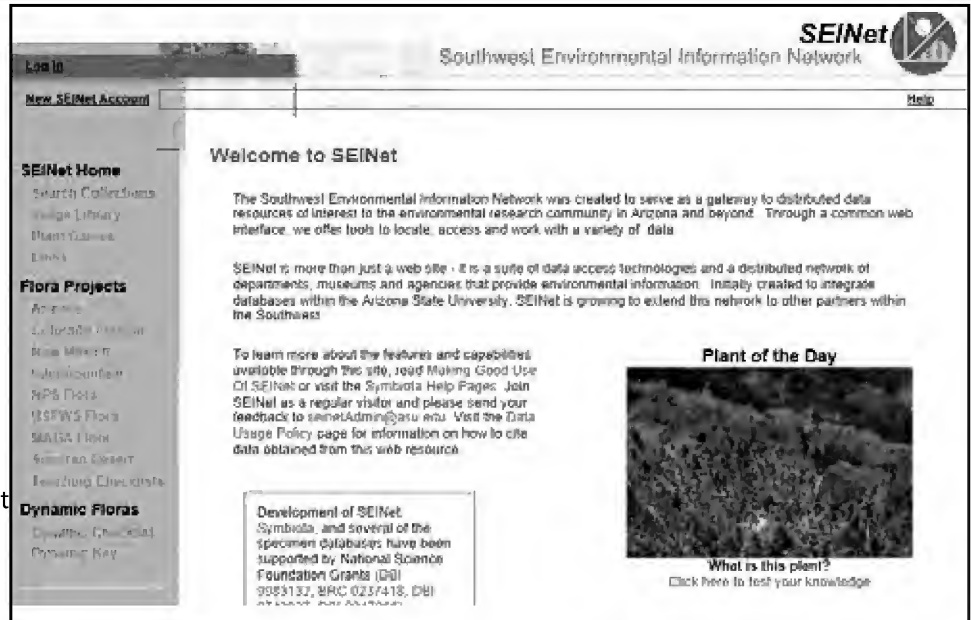 SEINet
Southwest Environmental Information Network
Log In
New SEINet Account
Help
SEINet Home
Search Collections
Image Library
Plant Games
Links
Flora Projects
Arizona
Colorado Plateau
New Mexico
Intermountain
NPS Flora
USFWS Flora
MABA Flora
Sonoran Desert
Teaching Checklists
Dynamic Floras
Dynamic Checklist
Dynamic Key
Welcome to SEINet
The Southwest Environmental Information Network was created to serve as a gateway to distributed data
resources of interest to the environmental research community in Arizona and beyond. Through a common web
interface, we offer tools to locate, access and work with a variety of data
SEINet is more than just a web site - it is a suite of data access technologies and a distributed network of
departments, museums and agencies that provide environmental information. Initially created to integrate
databases within the Arizona State University, SEINet is growing to extend this network to other partners within
the Southwest
To learn more about the features and capabilities
available through this site, read Making Good Use
Of SEINet or visit the Symbiota Help Pages. Join
SEINet as a regular visitor and please send your
feedback to seinetAdmin@asu.edu. Visit the Data
Usage Policy page for information on how to cite
data obtained from this web resource
Development of SEINet,
Symbiota, and several of the
specimen databases have been
supported by National Science
Foundation Grants (DBI
9983132, BRC 0237418, DBI
Plant of the Day
What is this plant?
Click here to test your knowledge
t